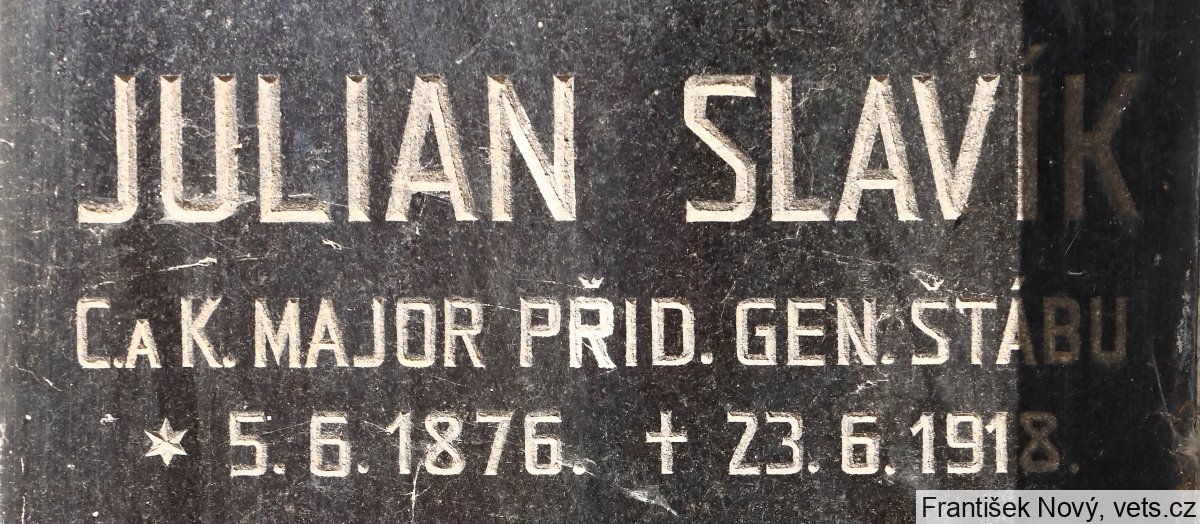 JULIAN SLAVÍK
C. A K. MAJOR PŘID. GEN. ŠTÁBU
* 5. 6. 1876. † 23. 6. 1918.
František Nový, vets.cz